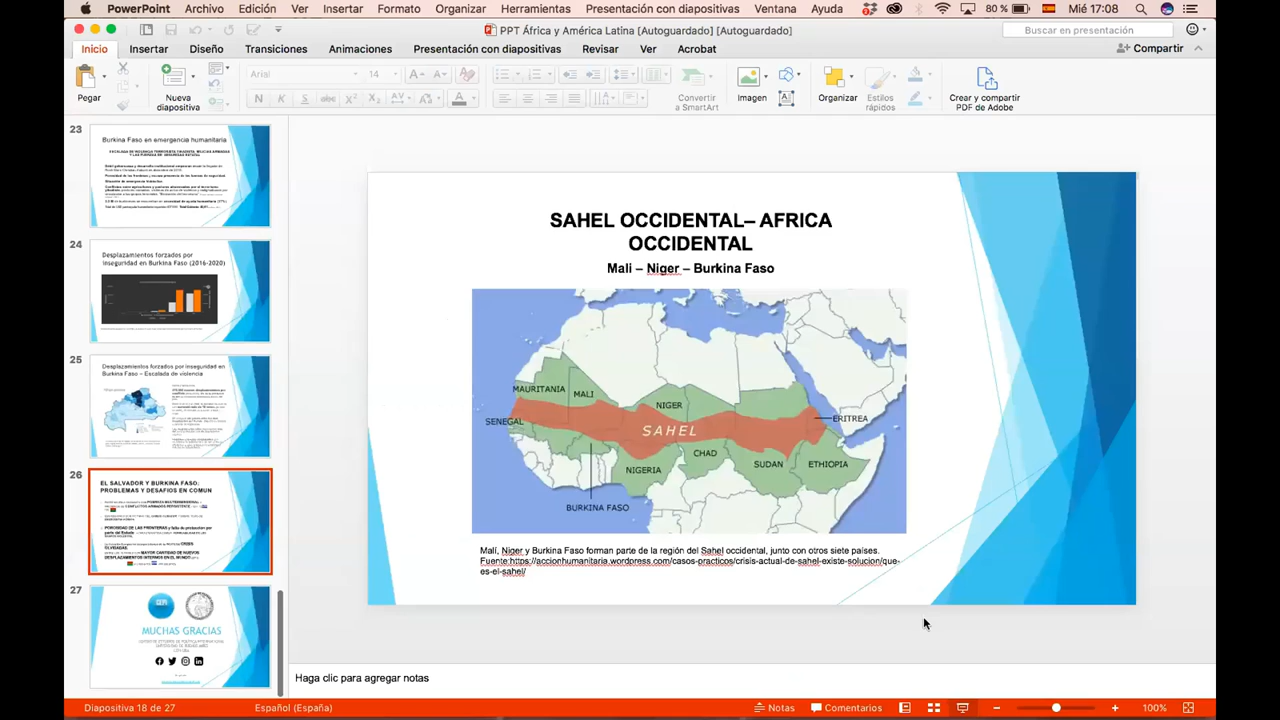 PowerPoint Archivo Edición Ver Insertar Formato Organizar Herramientas Presentación con diapositivas Ventana Ayuda 80 % Mié 17:08
PPT África y América Latina [Autoguardado] [Autoguardado]
Buscar en presentación
Inicio Insertar Diseño Transiciones Animaciones Presentación con diapositivas Revisar Ver Acrobat
Compartir
Arial 14
Pegar
Nueva
diapositiva
Convertir
a SmartArt
Imagen
Organizar
Estilos
rápidos
Crear y compartir
PDF de Adobe
23
Burkina Faso en emergencia humanitaria
24
Desplazamientos forzados por
inseguridad en Burkina Faso (2016-2020)
25
Desplazamientos forzados por inseguridad en
Burkina Faso – Escalada de violencia
26
EL SALVADOR Y BURKINA FASO:
PROBLEMAS Y DESAFIOS EN COMUN
27
MUCHAS GRACIAS
SAHEL OCCIDENTAL– AFRICA
OCCIDENTAL
Mali – Niger – Burkina Faso
MAURITANIA
MALI
NIGER
SENEGAL
SAHEL
ERITREA
CHAD
NIGERIA
SUDAN
ETHIOPIA
BURKINA FASO
Malí, Níger y Burkina Faso forman parte de la región del Sahel occidental, junto con otros siete países.
Fuente:https://accionhumanitaria.wordpress.com/casos-practicos/crisis-actual-de-sahel-existe-solucion/que-
es-el-sahel/
Haga clic para agregar notas
Diapositiva 18 de 27 Español (España) Notas Comentarios 100%